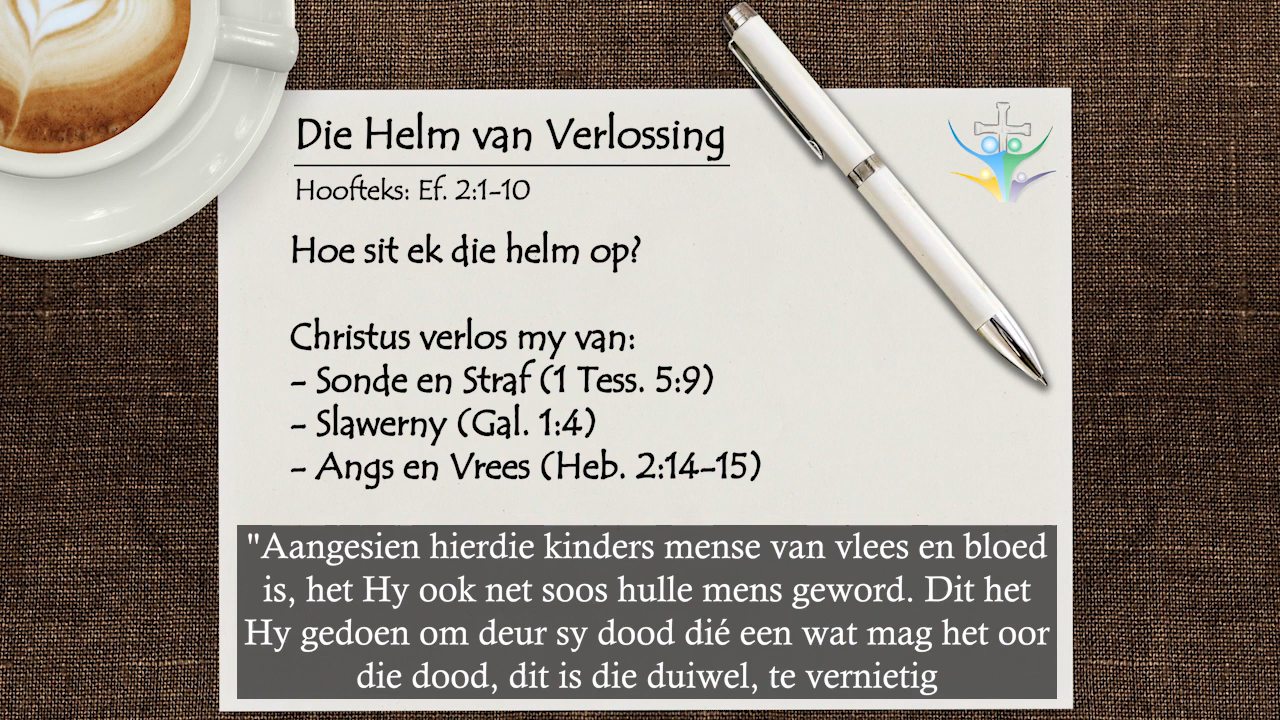 Die Helm van Verlossing
Hoofteks: Ef. 2:1-10
Hoe sit ek die helm op?
Christus verlos my van:
- Sonde en Straf (1 Tess. 5:9)
- Slawerny (Gal. 1:4)
- Angs en Vrees (Heb. 2:14-15)
"Aangesien hierdie kinders mense van vlees en bloed
is, het Hy ook net soos hulle mens geword. Dit het
Hy gedoen om deur sy dood dié een wat mag het oor
die dood, dit is die duiwel, te vernietig